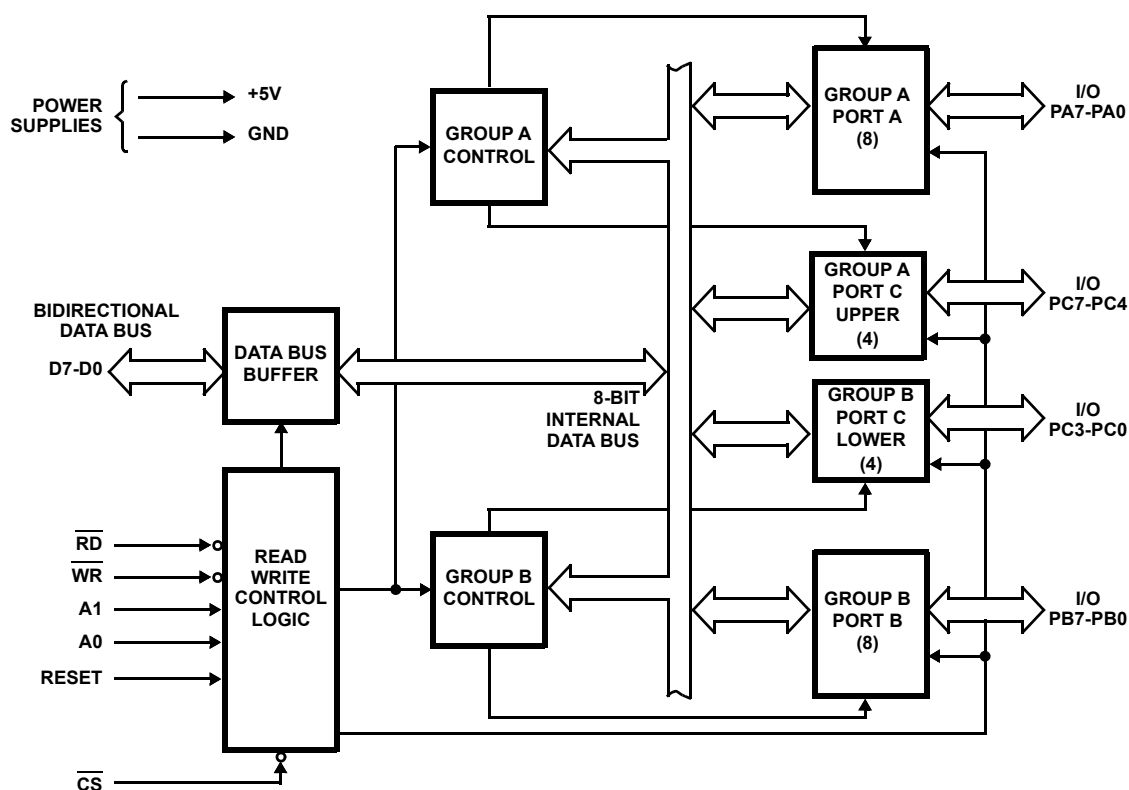 POWER
SUPPLIES
+5V
GND
GROUP A
CONTROL
GROUP A
PORT A
(8)
I/O
PA7-PA0
GROUP A
PORT C
UPPER
(4)
I/O
PC7-PC4
BIDIRECTIONAL
DATA BUS
D7-D0
DATA BUS
BUFFER
8-BIT
INTERNAL
DATA BUS
GROUP B
PORT C
LOWER
(4)
I/O
PC3-PC0
RD
WR
A1
A0
RESET
CS
READ
WRITE
CONTROL
LOGIC
GROUP B
CONTROL
GROUP B
PORT B
(8)
I/O
PB7-PB0